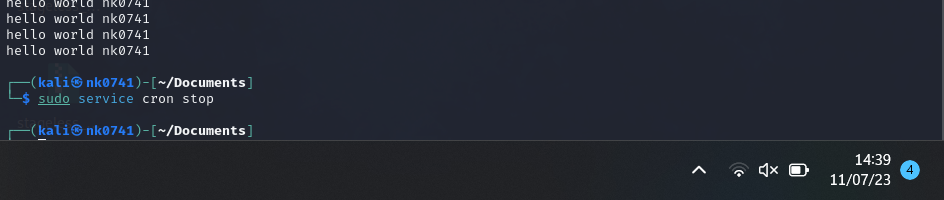 hello world nk0741
hello world nk0741
hello world nk0741
hello world nk0741
┌──(kali㉿nk0741)-[~/Documents]
└─$ sudo service cron stop
┌──(kali㉿nk0741)-[~/Documents]
14:39
11/07/23
4